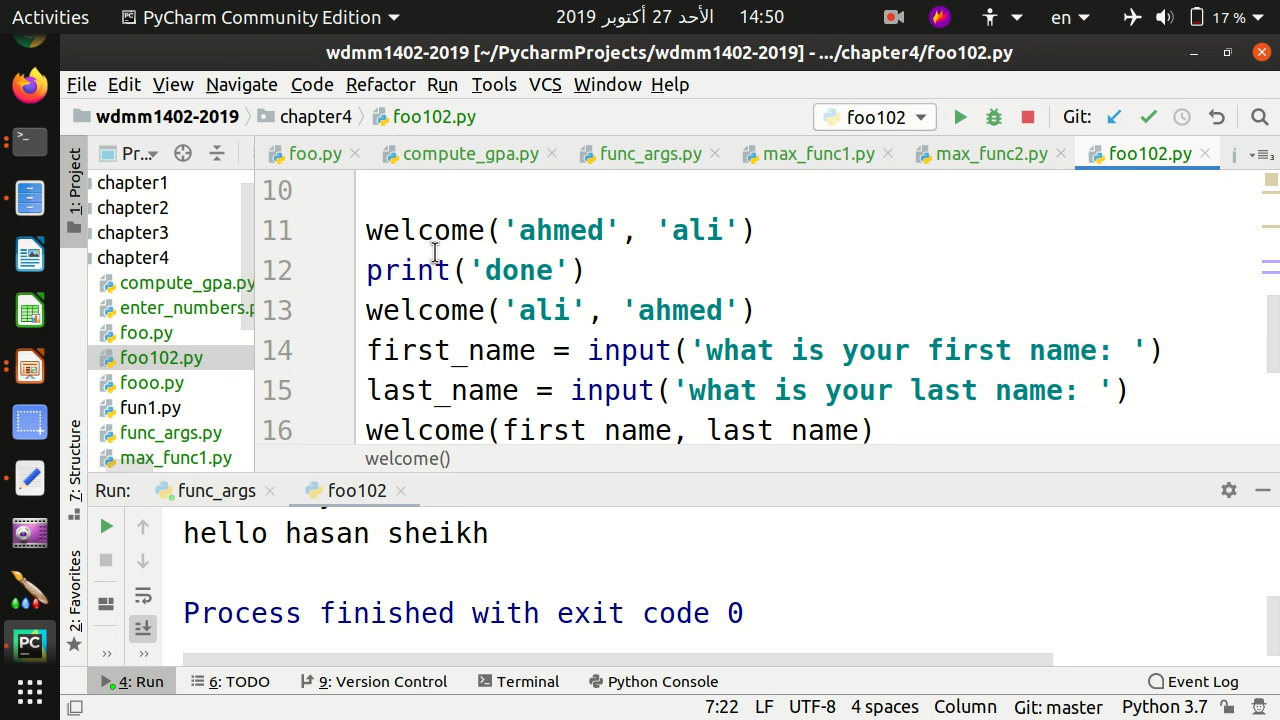 Activities PyCharm Community Edition 2019 الأحد 27 أكتوبر 14:50 en 17 %
wdmm1402-2019 [~/PycharmProjects/wdmm1402-2019] - .../chapter4/foo102.py
File Edit View Navigate Code Refactor Run Tools VCS Window Help
wdmm1402-2019 chapter4 foo102.py foo102 Git:
1: Project
Pr... foo.py compute_gpa.py func_args.py max_func1.py max_func2.py foo102.py
chapter1
chapter2
chapter3
chapter4
compute_gpa.py
enter_numbers.p
foo.py
foo102.py
fooo.py
fun1.py
func_args.py
max_func1.py
10
11 welcome('ahmed', 'ali')
12 print('done')
13 welcome('ali', 'ahmed')
14 first_name = input('what is your first name: ')
15 last_name = input('what is your last name: ')
16 welcome(first_name, last_name)
welcome()
7: Structure
2: Favorites
Run: func_args foo102
hello hasan sheikh
Process finished with exit code 0
4: Run 6: TODO 9: Version Control Terminal Python Console Event Log
7:22 LF UTF-8 4 spaces Column Git: master Python 3.7